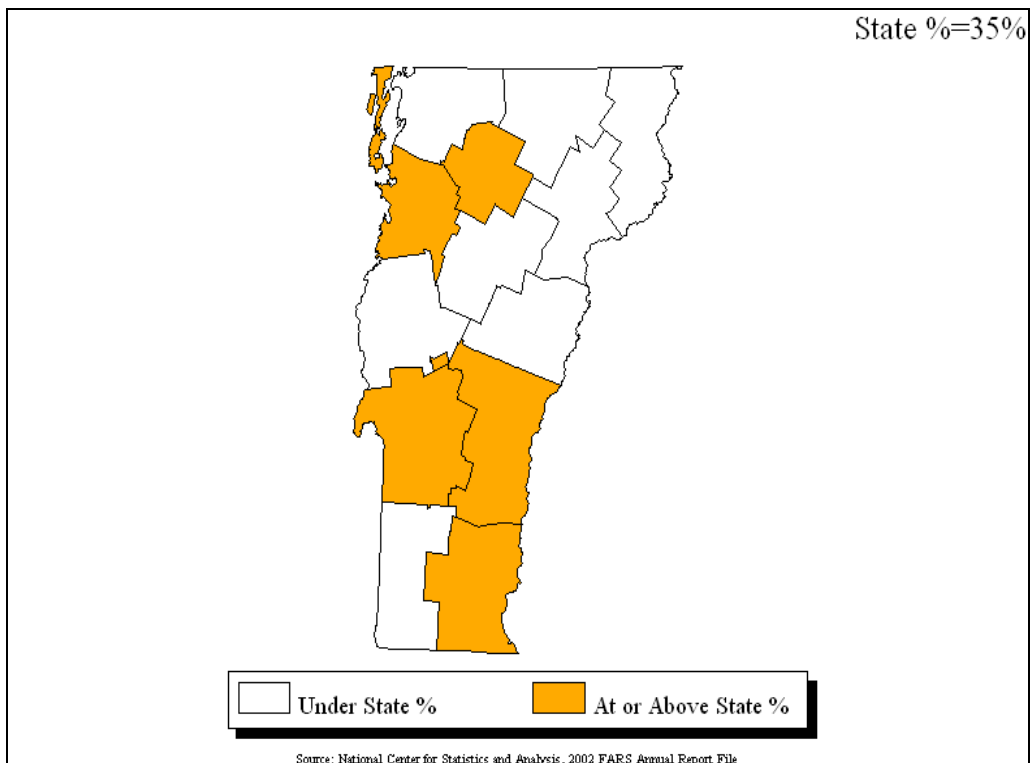 State %=35%
Under State %
At or Above State %
Source: National Center for Statistics and Analysis, 2002 FARS Annual Report File